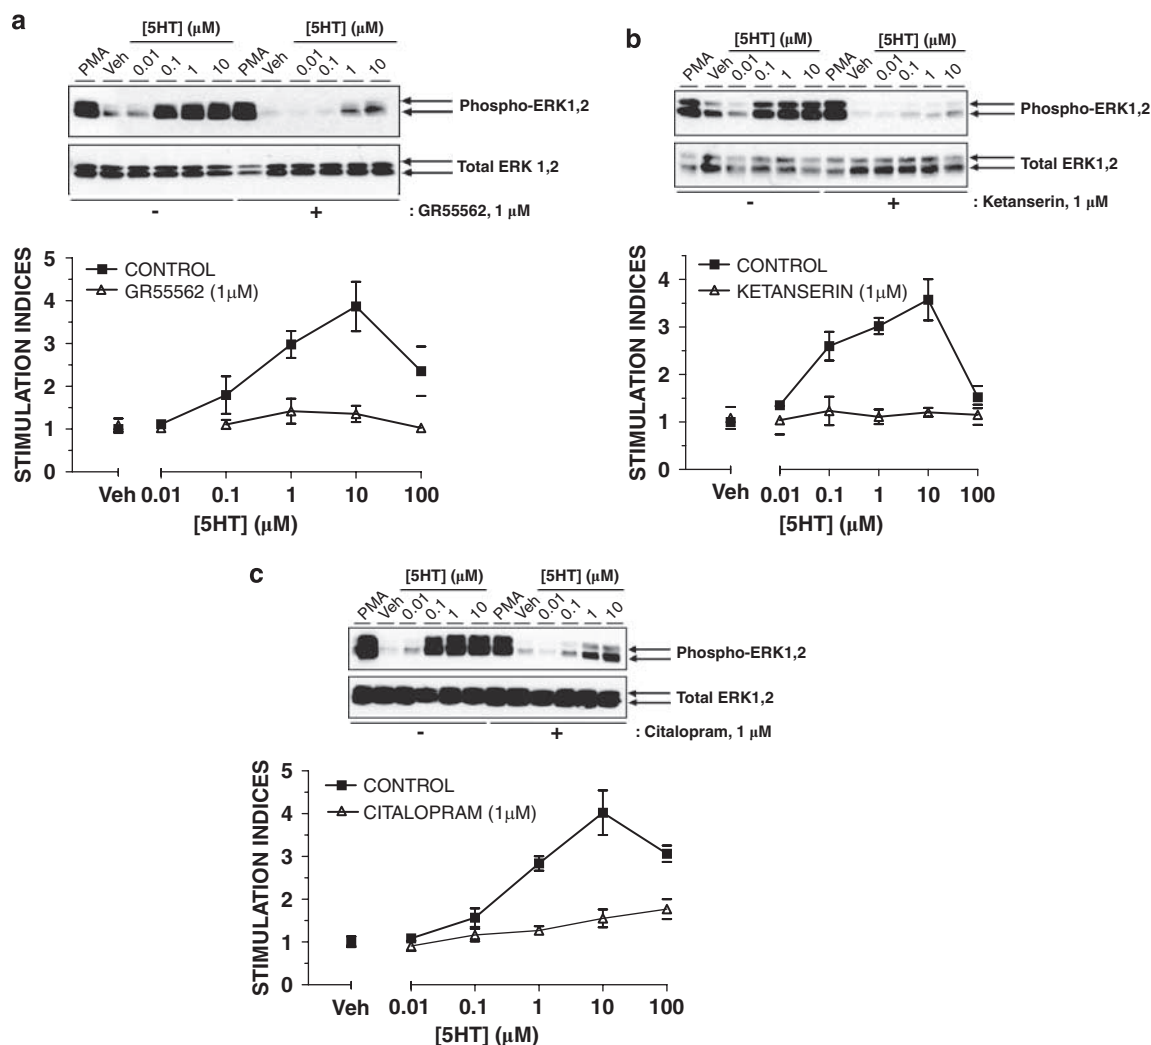 a
[5HT] (µM) [5HT] (µM)
PMA Veh 0.01 0.1 1 10 PMA Veh 0.01 0.1 1 10
Phospho-ERK1,2
Total ERK 1,2
- + : GR55562, 1 µM
STIMULATION INDICES
CONTROL
GR55562 (1µM)
5
4
3
2
1
0
Veh 0.01 0.1 1 10 100
[5HT] (µM)
b
[5HT] (µM) [5HT] (µM)
PMA Veh 0.01 0.1 1 10 PMA Veh 0.01 0.1 1 10
Phospho-ERK1,2
Total ERK1,2
- + : Ketanserin, 1 µM
STIMULATION INDICES
CONTROL
KETANSERIN (1µM)
4
3
2
1
0
Veh 0.01 0.1 1 10 100
[5HT] (µM)
c
[5HT] (µM) [5HT] (µM)
PMA Veh 0.01 0.1 1 10 PMA Veh 0.01 0.1 1 10
Phospho-ERK1,2
Total ERK1,2
- + : Citalopram, 1 µM
STIMULATION INDICES
CONTROL
CITALOPRAM (1µM)
5
4
3
2
1
0
Veh 0.01 0.1 1 10 100
[5HT] (µM)